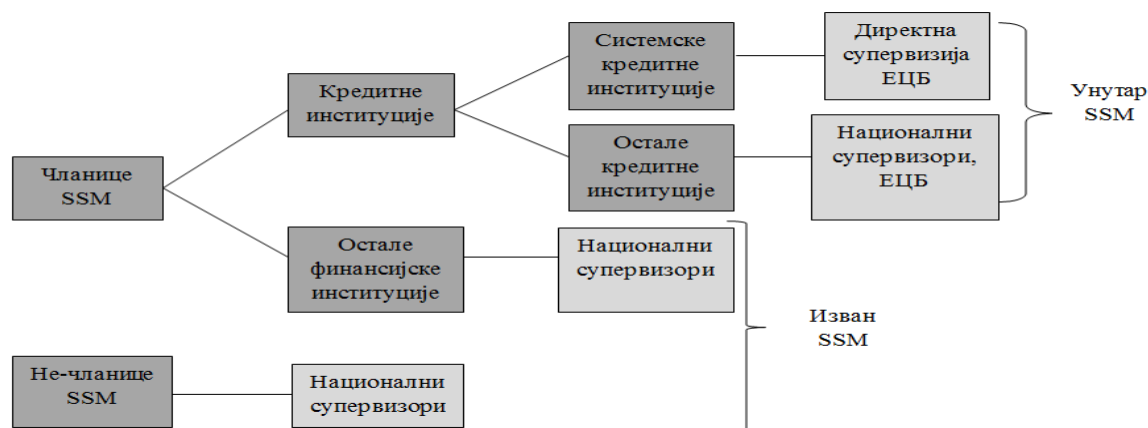 Чланице
SSM
Кредитне
институције
Системске
кредитне
институције
Директна
супервизија
ЕЦБ
Остале
кредитне
институције
Национални
супервизори,
ЕЦБ
Унутар
SSM
Остале
финансијске
институције
Национални
супервизори
Изван
SSM
Не-чланице
SSM
Национални
супервизори